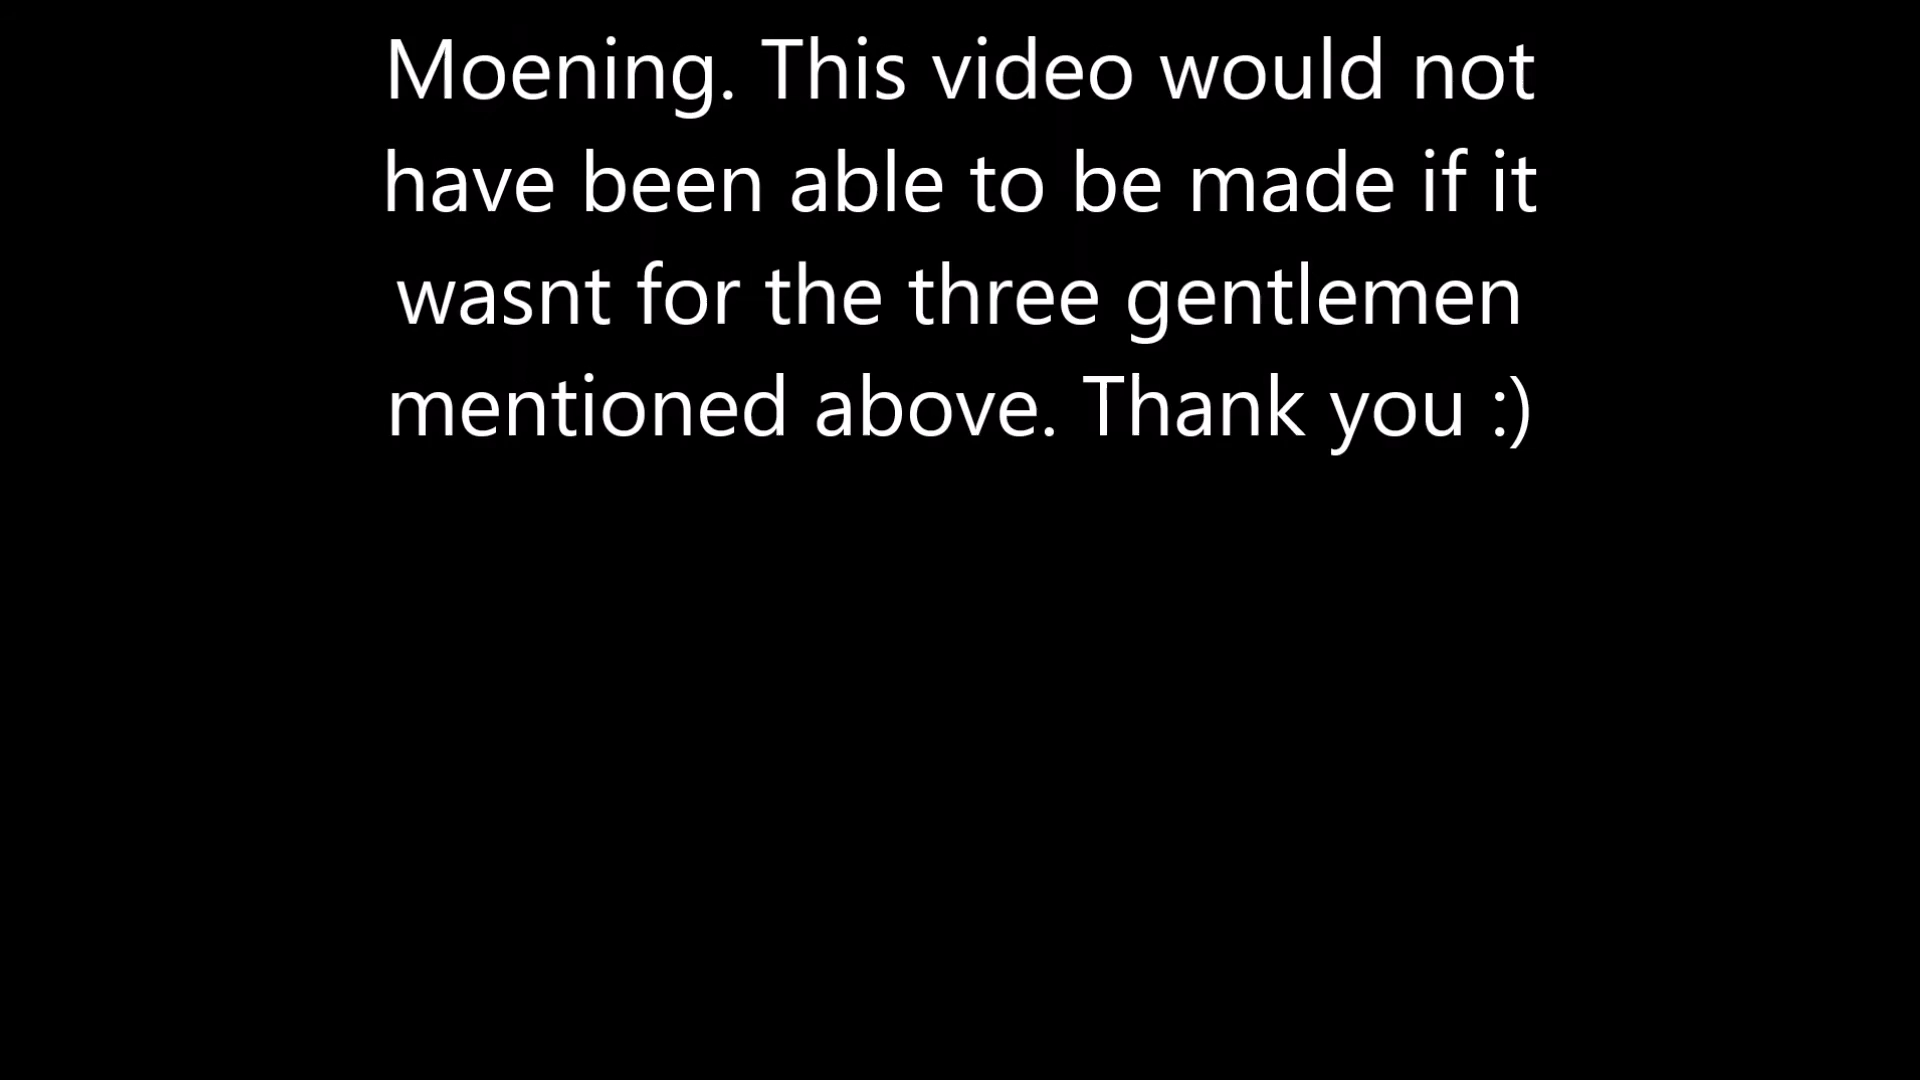 Moening. This video would not
have been able to be made if it
wasnt for the three gentlemen
mentioned above. Thank you :)